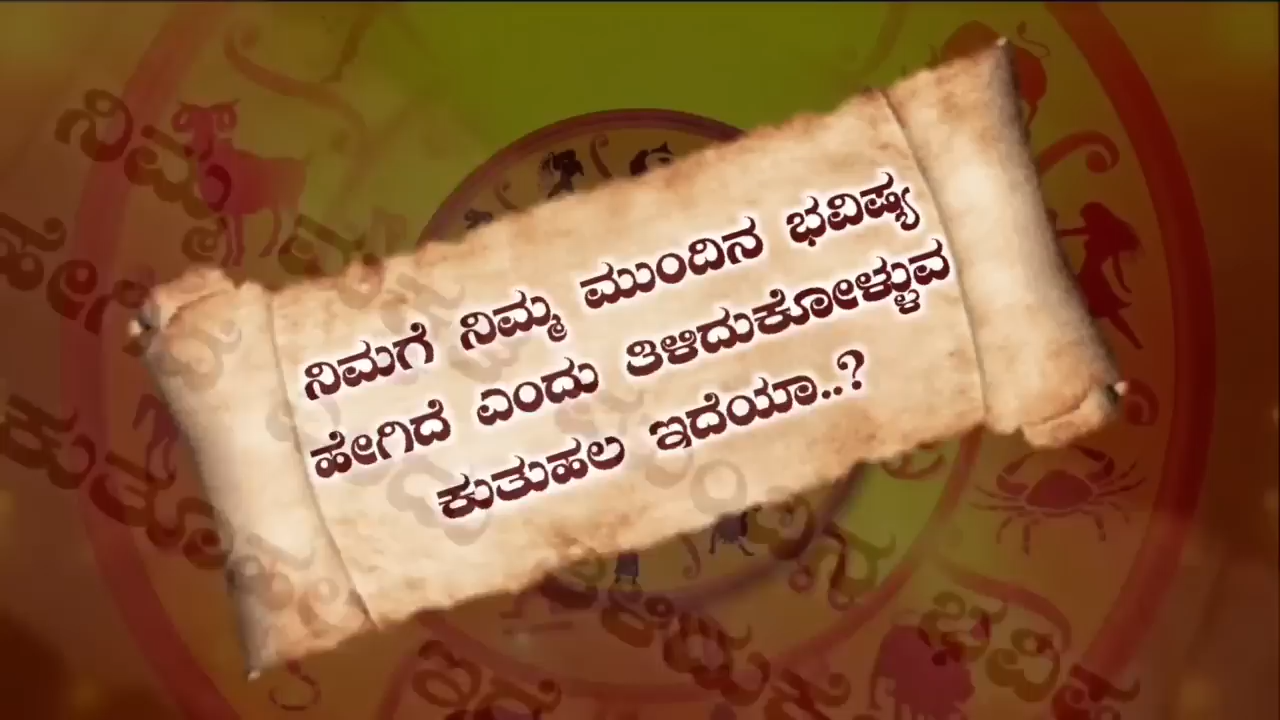 ನಿಮಗೆ ನಿಮ್ಮ ಮುಂದಿನ ಭವಿಷ್ಯ
ಹೇಗಿದೆ ಎಂದು ತಿಳಿದುಕೋಳ್ಳುವ
ಕುತುಹಲ ಇದೆಯಾ..?